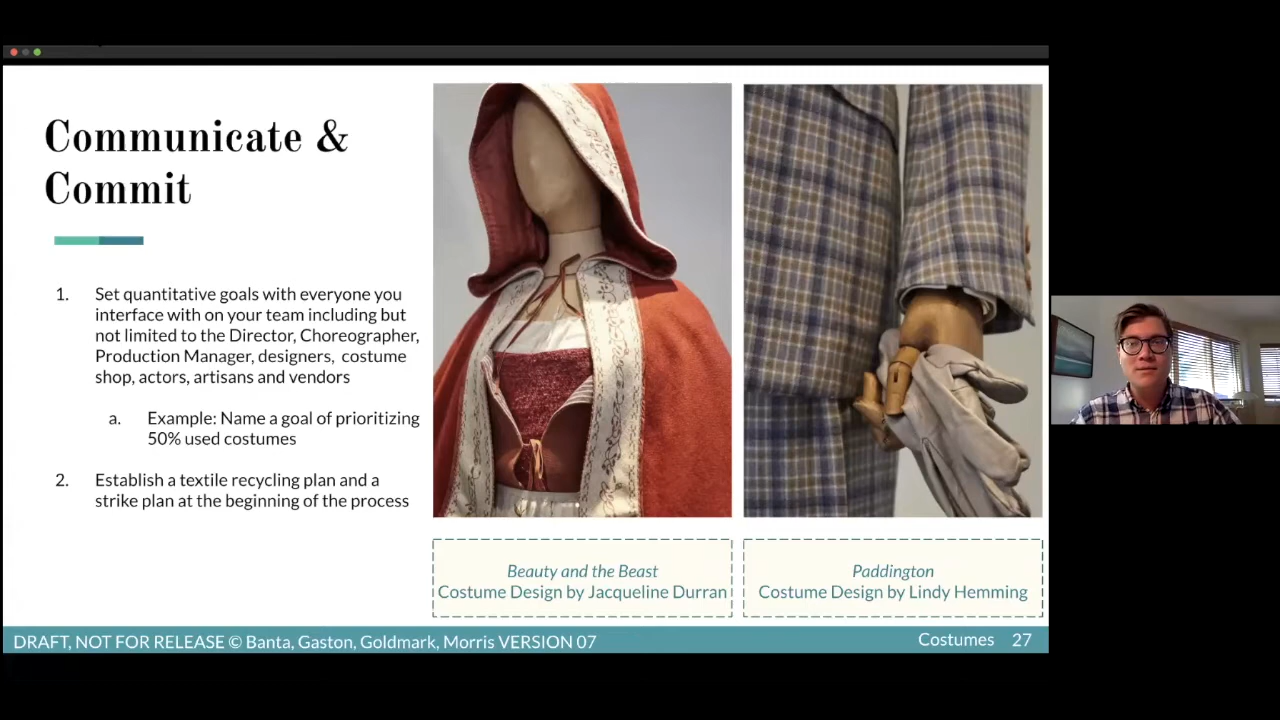 Communicate &
Commit
1. Set quantitative goals with everyone you
interface with on your team including but
not limited to the Director, Choreographer,
Production Manager, designers, costume
shop, actors, artisans and vendors
a. Example: Name a goal of prioritizing
50% used costumes
2. Establish a textile recycling plan and a
strike plan at the beginning of the process
Beauty and the Beast
Costume Design by Jacqueline Durran
Paddington
Costume Design by Lindy Hemming
DRAFT, NOT FOR RELEASE © Banta, Gaston, Goldmark, Morris VERSION 07
Costumes 27